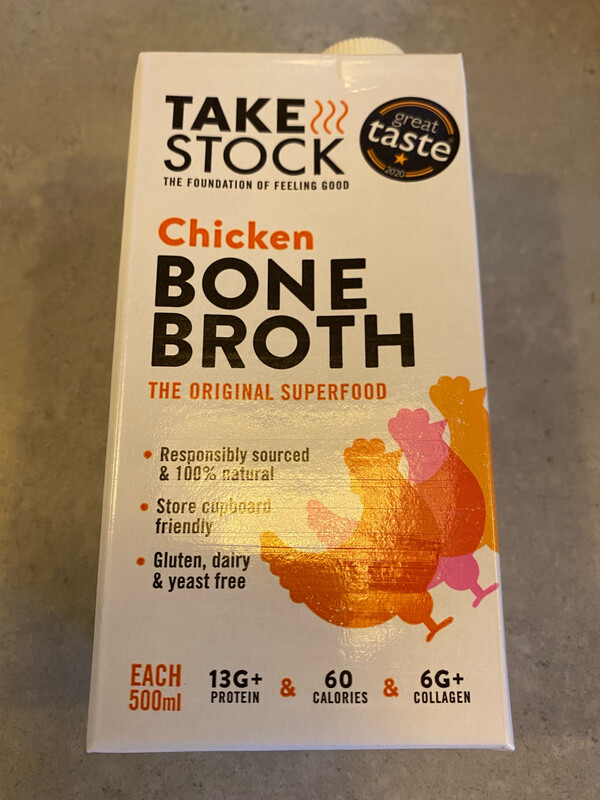 TAKE
STOCK
THE FOUNDATION OF FEELING GOOD
great
taste
2020
Chicken
BONE
BROTH
THE ORIGINAL SUPERFOOD
• Responsibly sourced
& 100% natural
• Store cupboard
friendly
• Gluten, dairy
& yeast free
EACH
500ml
13G+
PROTEIN
&
60
CALORIES
&
6G+
COLLAGEN